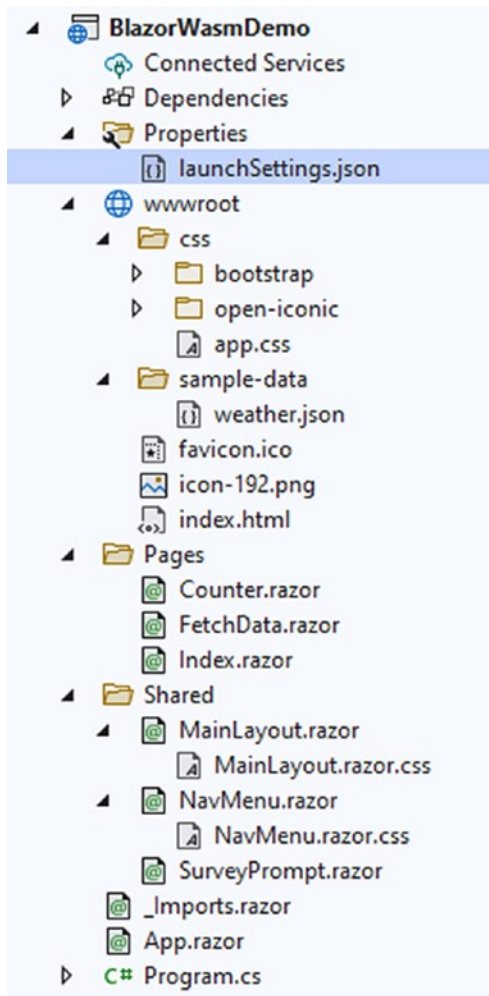 BlazorWasmDemo
Connected Services
Dependencies
Properties
launchSettings.json
wwwroot
css
bootstrap
open-iconic
app.css
sample-data
weather.json
favicon.ico
icon-192.png
index.html
Pages
Counter.razor
FetchData.razor
Index.razor
Shared
MainLayout.razor
MainLayout.razor.css
NavMenu.razor
NavMenu.razor.css
SurveyPrompt.razor
_Imports.razor
App.razor
C# Program.cs